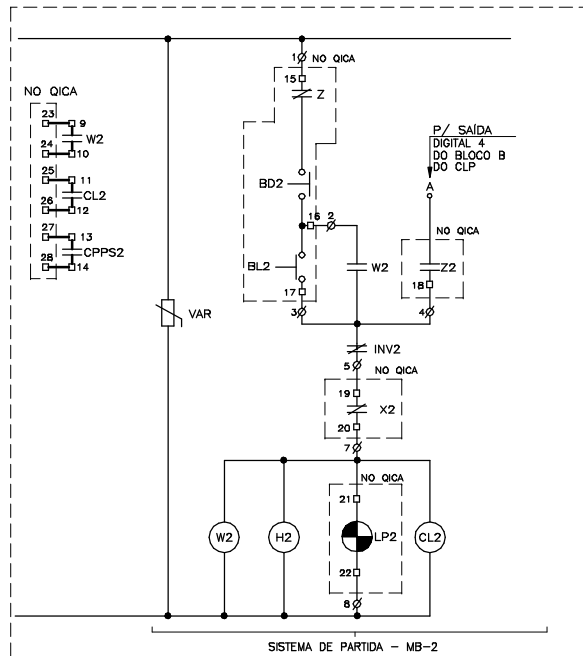 1 NO QICA
15
Z
NO QICA
23 9
W2
24 10
25 11
CL2
26 12
27 13
CPPS2
28 14
P/ SAÍDA
DIGITAL 4
DO BLOCO B
DO CLP
A
BD2
16 2
NO QICA
BL2
W2
Z2
17
18
3
4
VAR
INV2
5
NO QICA
19
X2
20
7
NO QICA
21
W2 H2 LP2 CL2
22
8
SISTEMA DE PARTIDA - MB-2